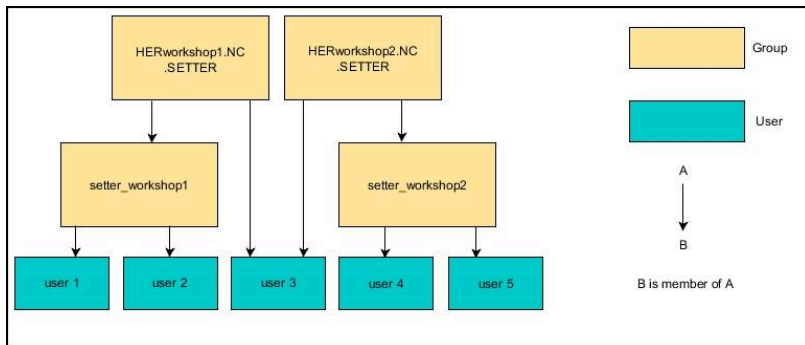 HERworkshop1.NC
.SETTER
HERworkshop2.NC
.SETTER
Group
User
setter_workshop1
setter_workshop2
A
B
user 1
user 2
user 3
user 4
user 5
B is member of A